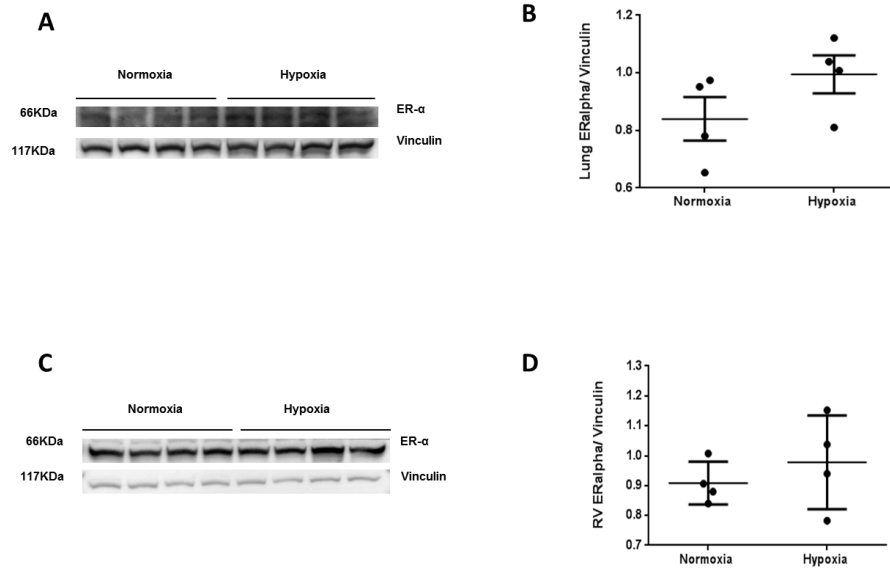 A
Normoxia
Hypoxia
66KDa
ER-α
117KDa
Vinculin
B
Lung ERalpha/ Vinculin
1.2
1.0
0.8
0.6
Normoxia
Hypoxia
C
Normoxia
Hypoxia
66KDa
ER-α
117KDa
Vinculin
D
RV ERalpha/ Vinculin
1.3
1.2
1.1
1.0
0.9
0.8
0.7
Normoxia
Hypoxia